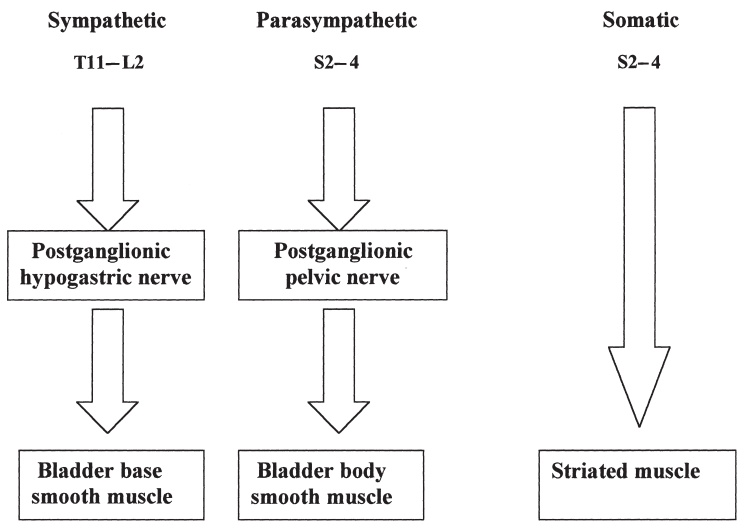 Sympathetic
T11–L2
Postganglionic
hypogastric nerve
Bladder base
smooth muscle
Parasympathetic
S2–4
Postganglionic
pelvic nerve
Bladder body
smooth muscle
Somatic
S2–4
Striated muscle